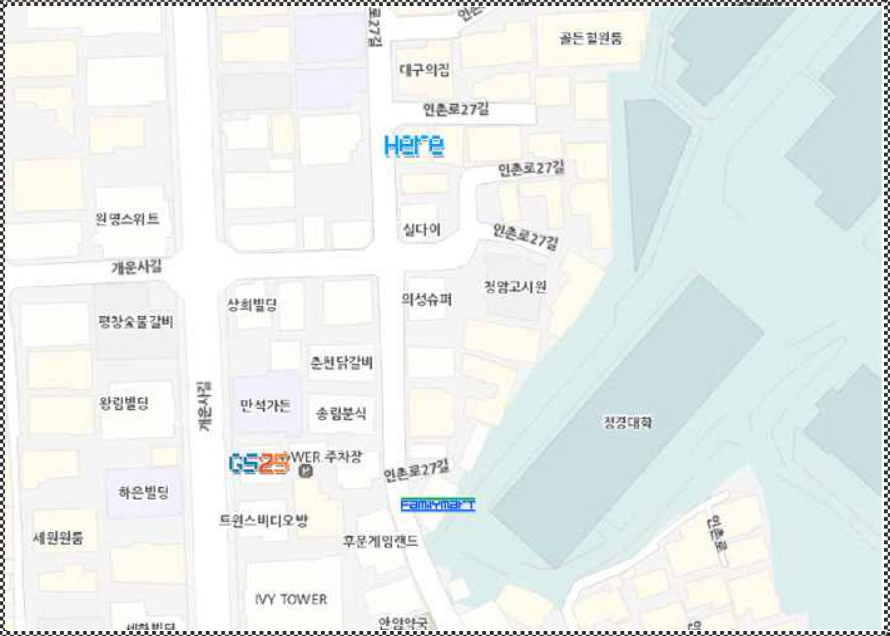 로27길
골든힐원룸
대구의집
인촌로27길
Here
인촌로27길
원명스위트
실다이
인촌로27길
개운사길
정암고시원
상희빌딩
의성슈퍼
평창숯불갈비
춘천닭갈비
왕림빌딩
개운사길
만석가든
송림분식
정경대학
GS25
WER 주차장
인촌로27길
하은빌딩
FamilyMart
트윈스비디오방
세원원룸
후문게임랜드
인촌로
IVY TOWER
안암약국